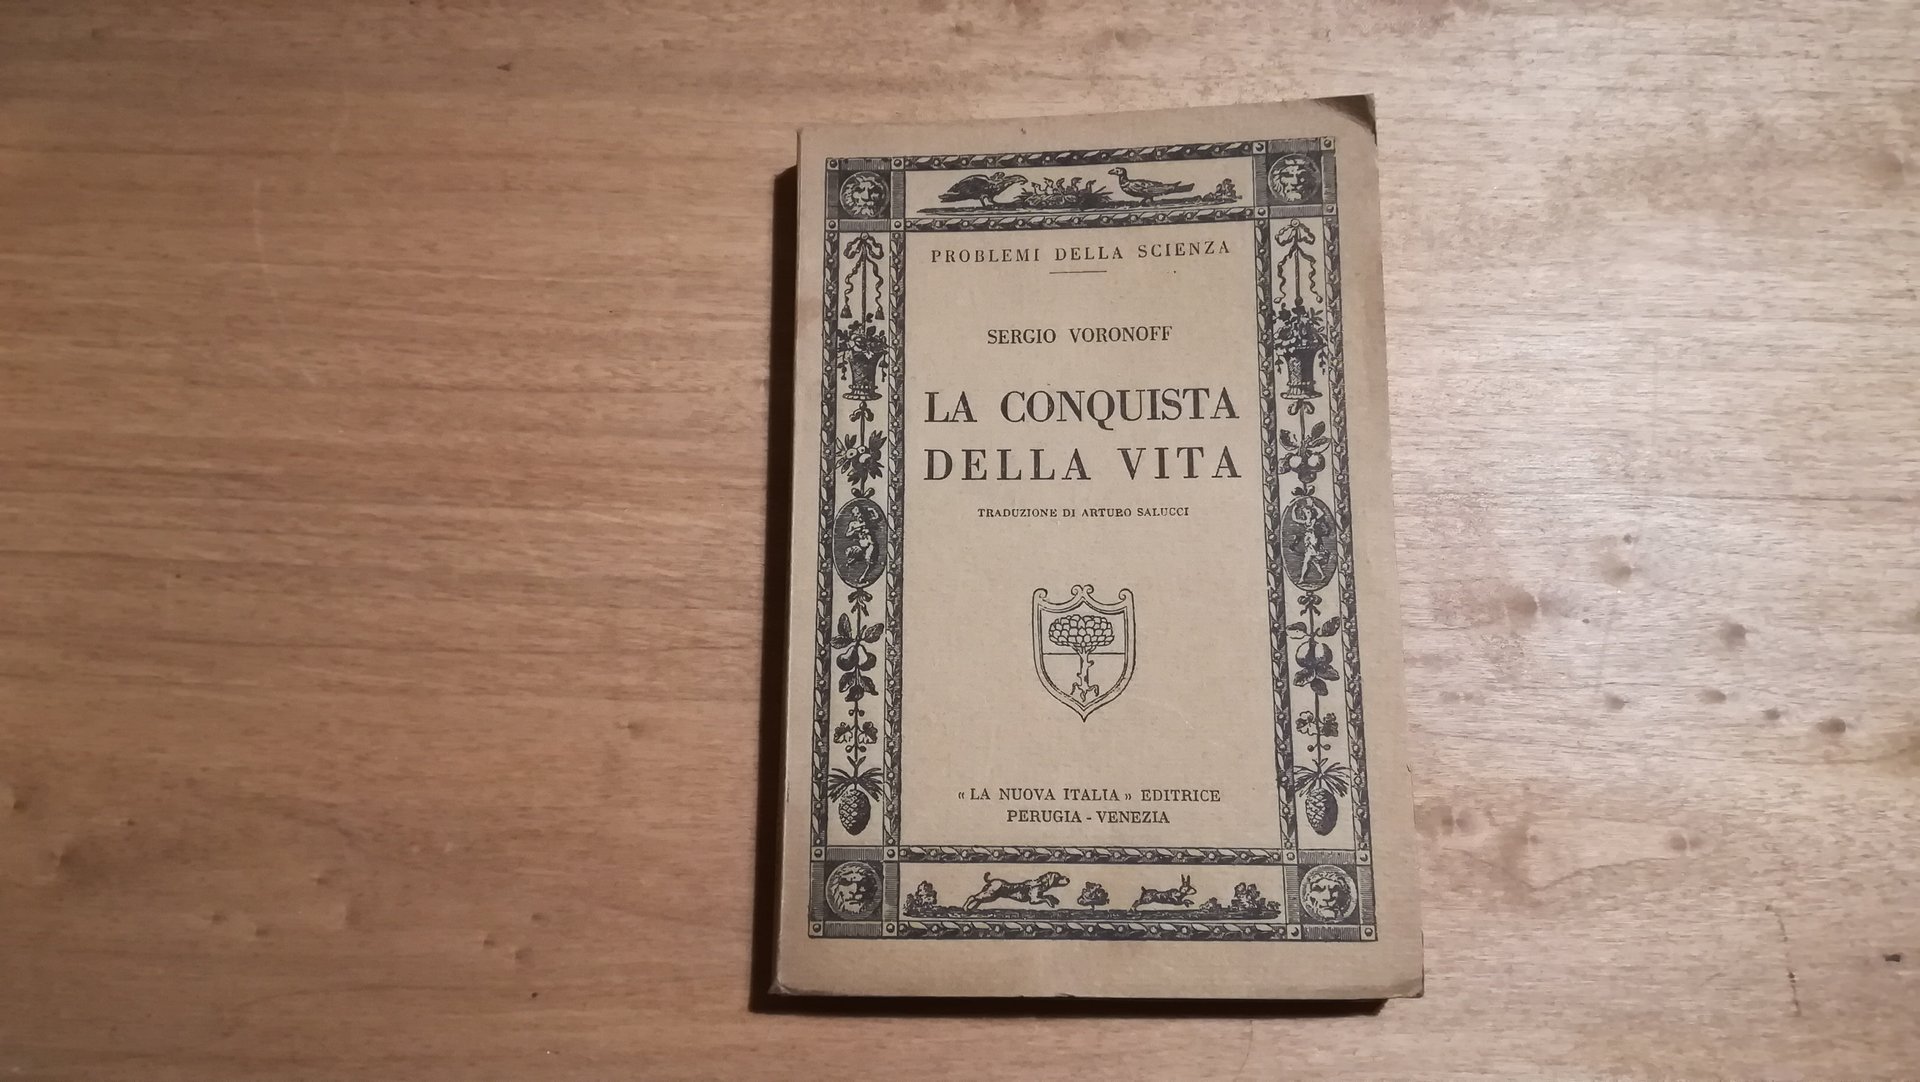 PROBLEMI DELLA SCIENZA
SERGIO VORONOFF
LA CONQUISTA
DELLA VITA
TRADUZIONE DI ARTURO SALUCCI
« LA NUOVA ITALIA » EDITRICE
PERUGIA - VENEZIA